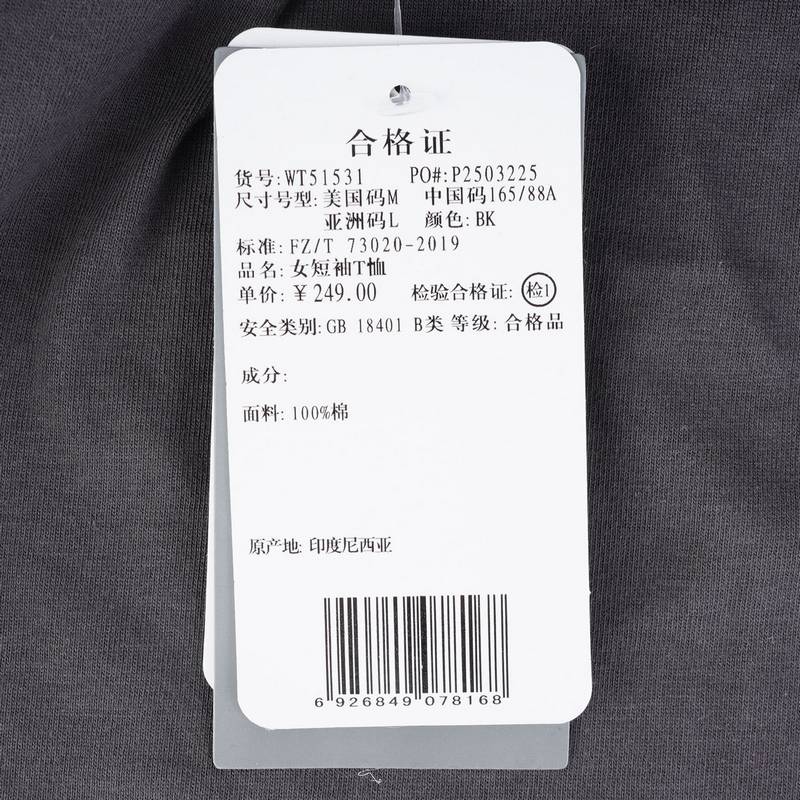 合格证
货号:WT51531 PO#:P2503225
尺寸号型:美国码M 中国码165/88A
亚洲码L 颜色:BK
标准:FZ/T 73020-2019
品名:女短袖T恤
单价:￥249.00 检验合格证:检1
安全类别:GB 18401 B类 等级:合格品
成分:
面料:100%棉
原产地:印度尼西亚
6 926849 078168